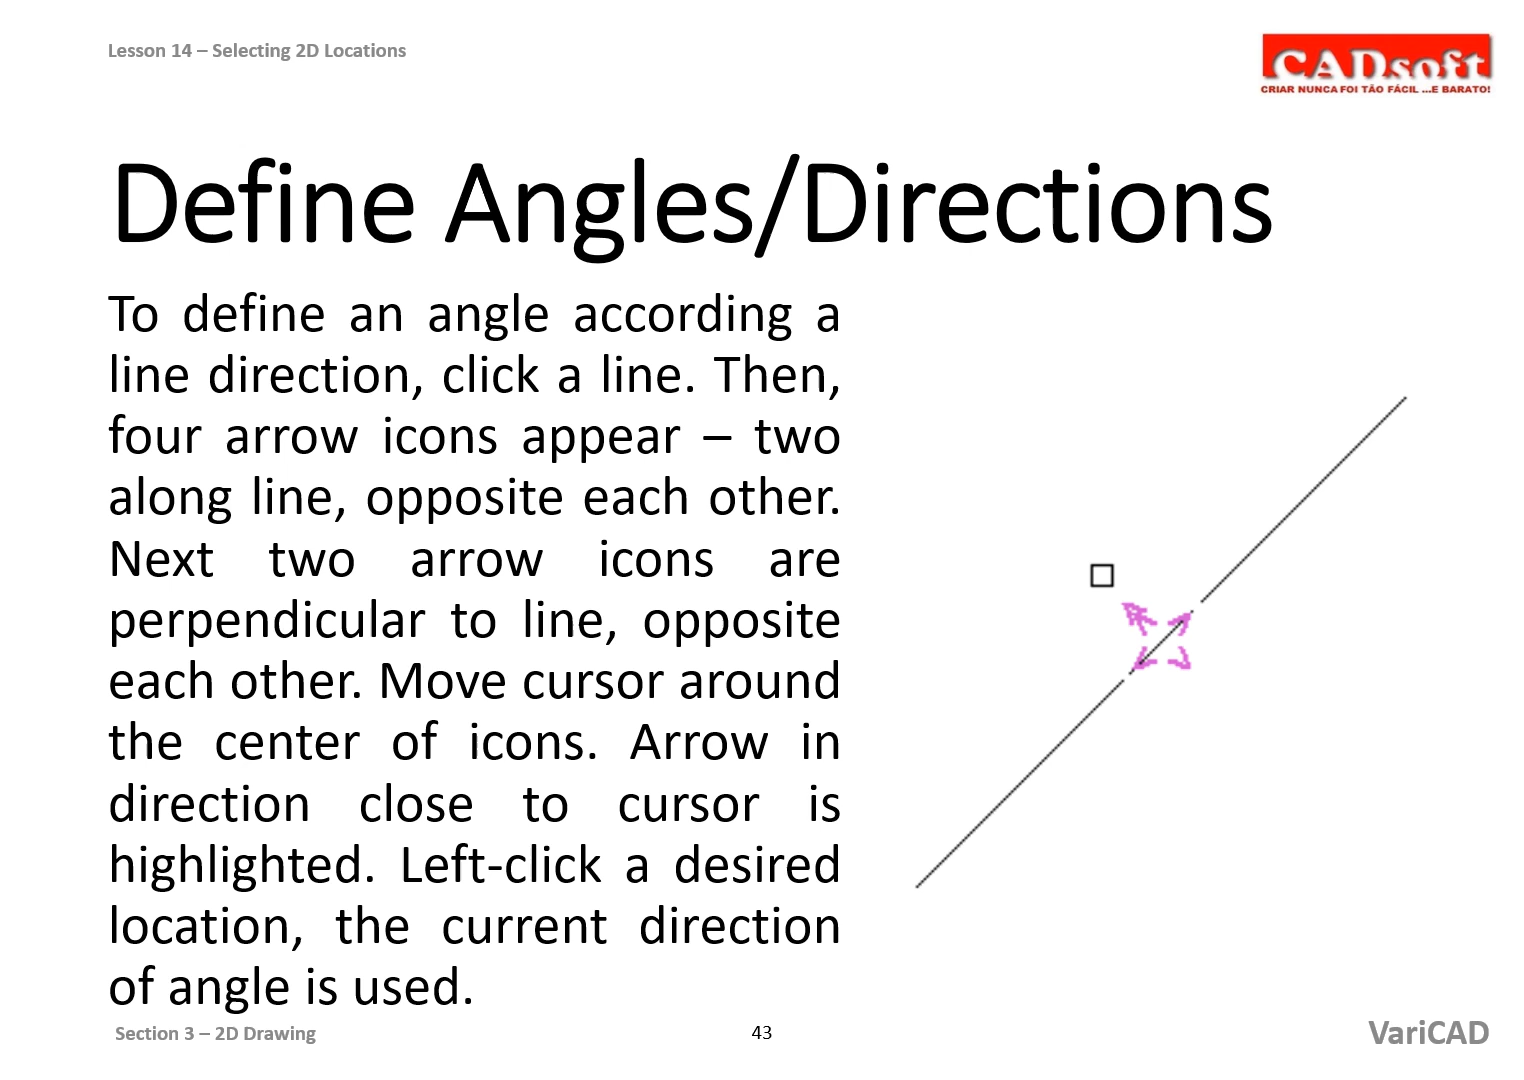 Lesson 14 – Selecting 2D Locations
CADsoft
CRIAR NUNCA FOI TÃO FÁCIL ...E BARATO!
Define Angles/Directions
To define an angle according a
line direction, click a line. Then,
four arrow icons appear – two
along line, opposite each other.
Next two arrow icons are
perpendicular to line, opposite
each other. Move cursor around
the center of icons. Arrow in
direction close to cursor is
highlighted. Left-click a desired
location, the current direction
of angle is used.
Section 3 – 2D Drawing
43
VariCAD